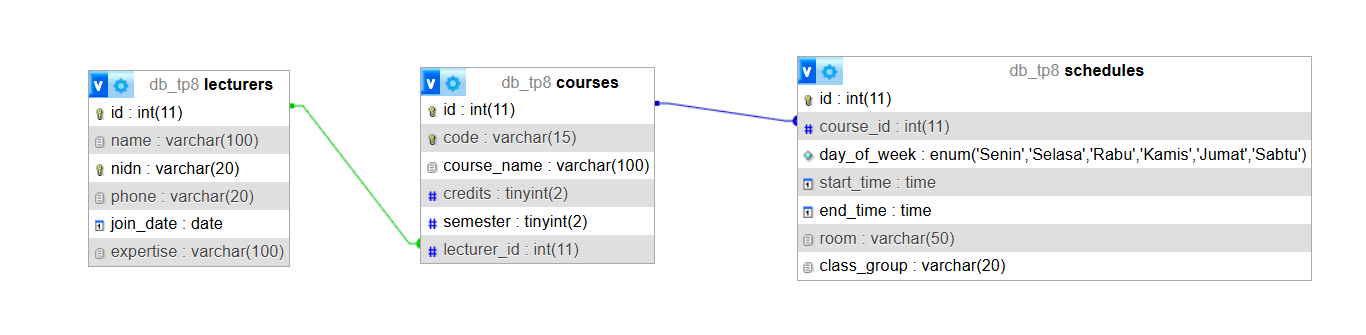 v db_tp8 lecturers
id : int(11)
name : varchar(100)
nidn : varchar(20)
phone : varchar(20)
join_date : date
expertise : varchar(100)
v db_tp8 courses
id : int(11)
code : varchar(15)
course_name : varchar(100)
# credits : tinyint(2)
# semester : tinyint(2)
# lecturer_id : int(11)
v db_tp8 schedules
id : int(11)
# course_id : int(11)
day_of_week : enum('Senin','Selasa','Rabu','Kamis','Jumat','Sabtu')
start_time : time
end_time : time
room : varchar(50)
class_group : varchar(20)